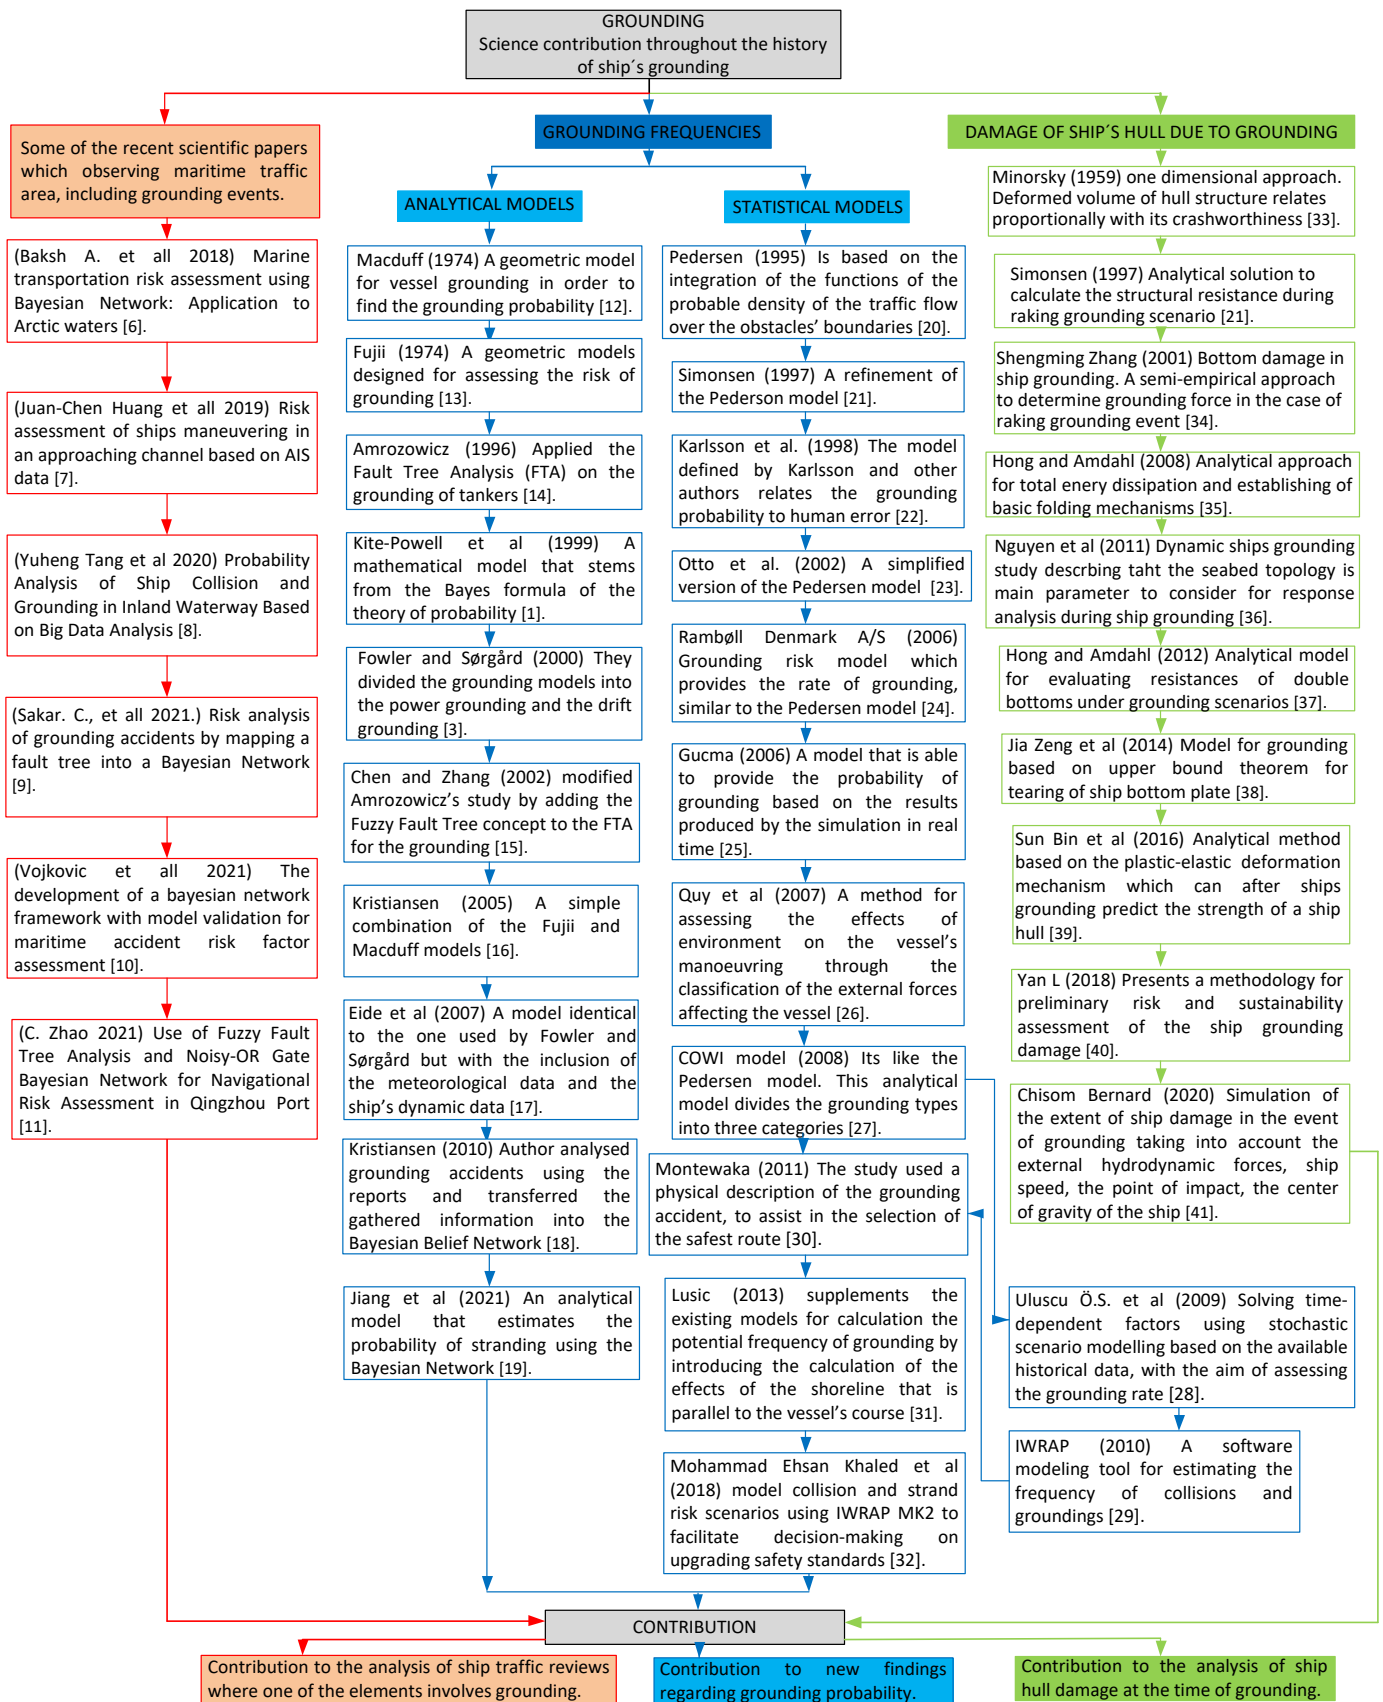 GROUNDING
Science contribution throughout the history
of ship´s grounding
Some of the recent scientific papers
which observing maritime traffic
area, including grounding events.
(Baksh A. et all 2018) Marine
transportation risk assessment using
Bayesian Network: Application to
Arctic waters [6].
(Juan-Chen Huang et all 2019) Risk
assessment of ships maneuvering in
an approaching channel based on AIS
data [7].
(Yuheng Tang et al 2020) Probability
Analysis of Ship Collision and
Grounding in Inland Waterway Based
on Big Data Analysis [8].
(Sakar. C., et all 2021.) Risk analysis
of grounding accidents by mapping a
fault tree into a Bayesian Network
[9].
(Vojkovic et all 2021) The
development of a bayesian network
framework with model validation for
maritime accident risk factor
assessment [10].
(C. Zhao 2021) Use of Fuzzy Fault
Tree Analysis and Noisy-OR Gate
Bayesian Network for Navigational
Risk Assessment in Qingzhou Port
[11].
GROUNDING FREQUENCIES
ANALYTICAL MODELS
Macduff (1974) A geometric model
for vessel grounding in order to
find the grounding probability [12].
Fujii (1974) A geometric models
designed for assessing the risk of
grounding [13].
Amrozowicz (1996) Applied the
Fault Tree Analysis (FTA) on the
grounding of tankers [14].
Kite-Powell et al (1999) A
mathematical model that stems
from the Bayes formula of the
theory of probability [1].
Fowler and Sørgård (2000) They
divided the grounding models into
the power grounding and the drift
grounding [3].
Chen and Zhang (2002) modified
Amrozowicz’s study by adding the
Fuzzy Fault Tree concept to the FTA
for the grounding [15].
Kristiansen (2005) A simple
combination of the Fujii and
Macduff models [16].
Eide et al (2007) A model identical
to the one used by Fowler and
Sørgård but with the inclusion of
the meteorological data and the
ship’s dynamic data [17].
Kristiansen (2010) Author analysed
grounding accidents using the
reports and transferred the
gathered information into the
Bayesian Belief Network [18].
Jiang et al (2021) An analytical
model that estimates the
probability of stranding using the
Bayesian Network [19].
STATISTICAL MODELS
Pedersen (1995) Is based on the
integration of the functions of the
probable density of the traffic flow
over the obstacles’ boundaries [20].
Simonsen (1997) A refinement of
the Pederson model [21].
Karlsson et al. (1998) The model
defined by Karlsson and other
authors relates the grounding
probability to human error [22].
Otto et al. (2002) A simplified
version of the Pedersen model [23].
Rambøll Denmark A/S (2006)
Grounding risk model which
provides the rate of grounding,
similar to the Pedersen model [24].
Gucma (2006) A model that is able
to provide the probability of
grounding based on the results
produced by the simulation in real
time [25].
Quy et al (2007) A method for
assessing the effects of
environment on the vessel’s
manoeuvring through the
classification of the external forces
affecting the vessel [26].
COWI model (2008) Its like the
Pedersen model. This analytical
model divides the grounding types
into three categories [27].
Montewaka (2011) The study used a
physical description of the grounding
accident, to assist in the selection of
the safest route [30].
Lusic (2013) supplements the
existing models for calculation the
potential frequency of grounding by
introducing the calculation of the
effects of the shoreline that is
parallel to the vessel’s course [31].
Mohammad Ehsan Khaled et al
(2018) model collision and strand
risk scenarios using IWRAP MK2 to
facilitate decision-making on
upgrading safety standards [32].
DAMAGE OF SHIP´S HULL DUE TO GROUNDING
Minorsky (1959) one dimensional approach.
Deformed volume of hull structure relates
proportionally with its crashworthiness [33].
Simonsen (1997) Analytical solution to
calculate the structural resistance during
raking grounding scenario [21].
Shengming Zhang (2001) Bottom damage in
ship grounding. A semi-empirical approach
to determine grounding force in the case of
raking grounding event [34].
Hong and Amdahl (2008) Analytical approach
for total enery dissipation and establishing of
basic folding mechanisms [35].
Nguyen et al (2011) Dynamic ships grounding
study descrbing taht the seabed topology is
main parameter to consider for response
analysis during ship grounding [36].
Hong and Amdahl (2012) Analytical model
for evaluating resistances of double
bottoms under grounding scenarios [37].
Jia Zeng et al (2014) Model for grounding
based on upper bound theorem for
tearing of ship bottom plate [38].
Sun Bin et al (2016) Analytical method
based on the plastic-elastic deformation
mechanism which can after ships
grounding predict the strength of a ship
hull [39].
Yan L (2018) Presents a methodology for
preliminary risk and sustainability
assessment of the ship grounding
damage [40].
Chisom Bernard (2020) Simulation of
the extent of ship damage in the event
of grounding taking into account the
external hydrodynamic forces, ship
speed, the point of impact, the center
of gravity of the ship [41].
Uluscu Ö.S. et al (2009) Solving time-
dependent factors using stochastic
scenario modelling based on the available
historical data, with the aim of assessing
the grounding rate [28].
IWRAP (2010) A software
modeling tool for estimating the
frequency of collisions and
groundings [29].
CONTRIBUTION
Contribution to the analysis of ship traffic reviews
where one of the elements involves grounding.
Contribution to new findings
regarding grounding probability.
Contribution to the analysis of ship
hull damage at the time of grounding.